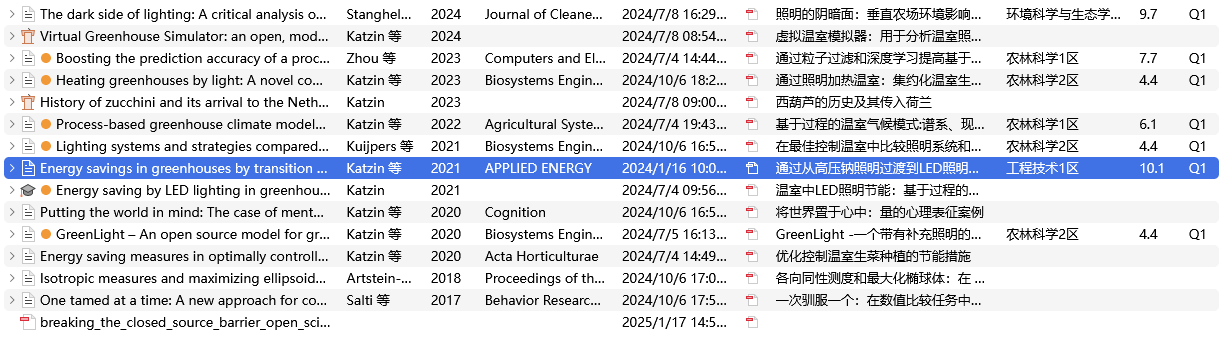 The dark side of lighting: A critical analysis o... Stanghel... 2024 Journal of Cleane... 2024/7/8 16:29... 照明的阴暗面：垂直农场环境影响... 环境科学与生态学... 9.7 Q1
Virtual Greenhouse Simulator: an open, mod... Katzin 等 2024 2024/7/8 08:54... 虚拟温室模拟器：用于分析温室照...
Boosting the prediction accuracy of a proc... Zhou 等 2023 Computers and El... 2024/7/4 14:44... 通过粒子过滤和深度学习提高基于... 农林科学1区 7.7 Q1
Heating greenhouses by light: A novel co... Katzin 等 2023 Biosystems Engin... 2024/10/6 18:2... 通过照明加热温室：集约化温室生... 农林科学2区 4.4 Q1
History of zucchini and its arrival to the Neth... Katzin 2023 2024/7/8 09:00... 西葫芦的历史及其传入荷兰
Process-based greenhouse climate model... Katzin 等 2022 Agricultural Syste... 2024/7/4 19:43... 基于过程的温室气候模式:谱系、现... 农林科学1区 6.1 Q1
Lighting systems and strategies compared... Kuijpers 等 2021 Biosystems Engin... 2024/10/6 16:5... 在最佳控制温室中比较照明系统和... 农林科学2区 4.4 Q1
Energy savings in greenhouses by transition ... Katzin 等 2021 APPLIED ENERGY 2024/1/16 10:0... 通过从高压钠照明过渡到LED照明... 工程技术1区 10.1 Q1
Energy saving by LED lighting in greenhou... Katzin 2021 2024/7/4 09:56... 温室中LED照明节能：基于过程的...
Putting the world in mind: The case of ment... Katzin 等 2020 Cognition 2024/10/6 16:5... 将世界置于心中：量的心理表征案例
GreenLight – An open source model for gr... Katzin 等 2020 Biosystems Engin... 2024/7/5 16:13... GreenLight -一个带有补充照明的... 农林科学2区 4.4 Q1
Energy saving measures in optimally controll... Katzin 等 2020 Acta Horticulturae 2024/7/4 14:49... 优化控制温室生菜种植的节能措施
Isotropic measures and maximizing ellipsoid... Artstein-... 2018 Proceedings of th... 2024/10/6 17:0... 各向同性测度和最大化椭球体：在 ...
One tamed at a time: A new approach for co... Salti 等 2017 Behavior Researc... 2024/10/6 17:5... 一次驯服一个：在数值比较任务中...
breaking_the_closed_source_barrier_open_sci... 2025/1/17 14:5...